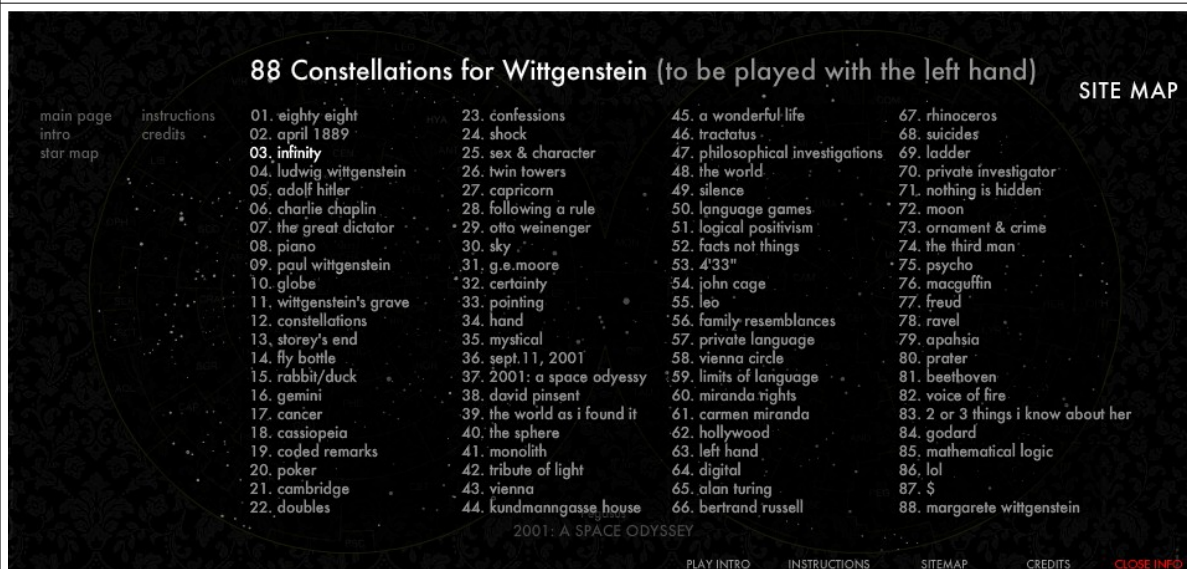 88 Constellations for Wittgenstein (to be played with the left hand)
SITE MAP
main page
intro
star map
instructions
credits
01. eighty eight
02. april 1889
03. infinity
04. ludwig wittgenstein
05. adolf hitler
06. charlie chaplin
07. the great dictator
08. piano
09. paul wittgenstein
10. globe
11. wittgenstein's grave
12. constellations
13. storey's end
14. fly bottle
15. rabbit/duck
16. gemini
17. cancer
18. cassiopeia
19. coded remarks
20. poker
21. cambridge
22. doubles
23. confessions
24. shock
25. sex & character
26. twin towers
27. capricorn
28. following a rule
29. otto weinenger
30. sky
31. g.e.moore
32. certainty
33. pointing
34. hand
35. mystical
36. sept.11, 2001
37. 2001: a space odyessy
38. david pinsent
39. the world as i found it
40. the sphere
41. monolith
42. tribute of light
43. vienna
44. kundmanngasse house
45. a wonderful life
46. tractatus
47. philosophical investigations
48. the world
49. silence
50. language games
51. logical positivism
52. facts not things
53. 4'33"
54. john cage
55. leo
56. family resemblances
57. private language
58. vienna circle
59. limits of language
60. miranda rights
61. carmen miranda
62. hollywood
63. left hand
64. digital
65. alan turing
66. bertrand russell
67. rhinoceros
68. suicides
69. ladder
70. private investigator
71. nothing is hidden
72. moon
73. ornament & crime
74. the third man
75. psycho
76. macguffin
77. freud
78. ravel
79. apahsia
80. prater
81. beethoven
82. voice of fire
83. 2 or 3 things i know about her
84. godard
85. mathematical logic
86. lol
87. $
88. margarete wittgenstein
Pegasus
2001: A SPACE ODYSSEY
PLAY INTRO INSTRUCTIONS SITEMAP CREDITS CLOSE INFO